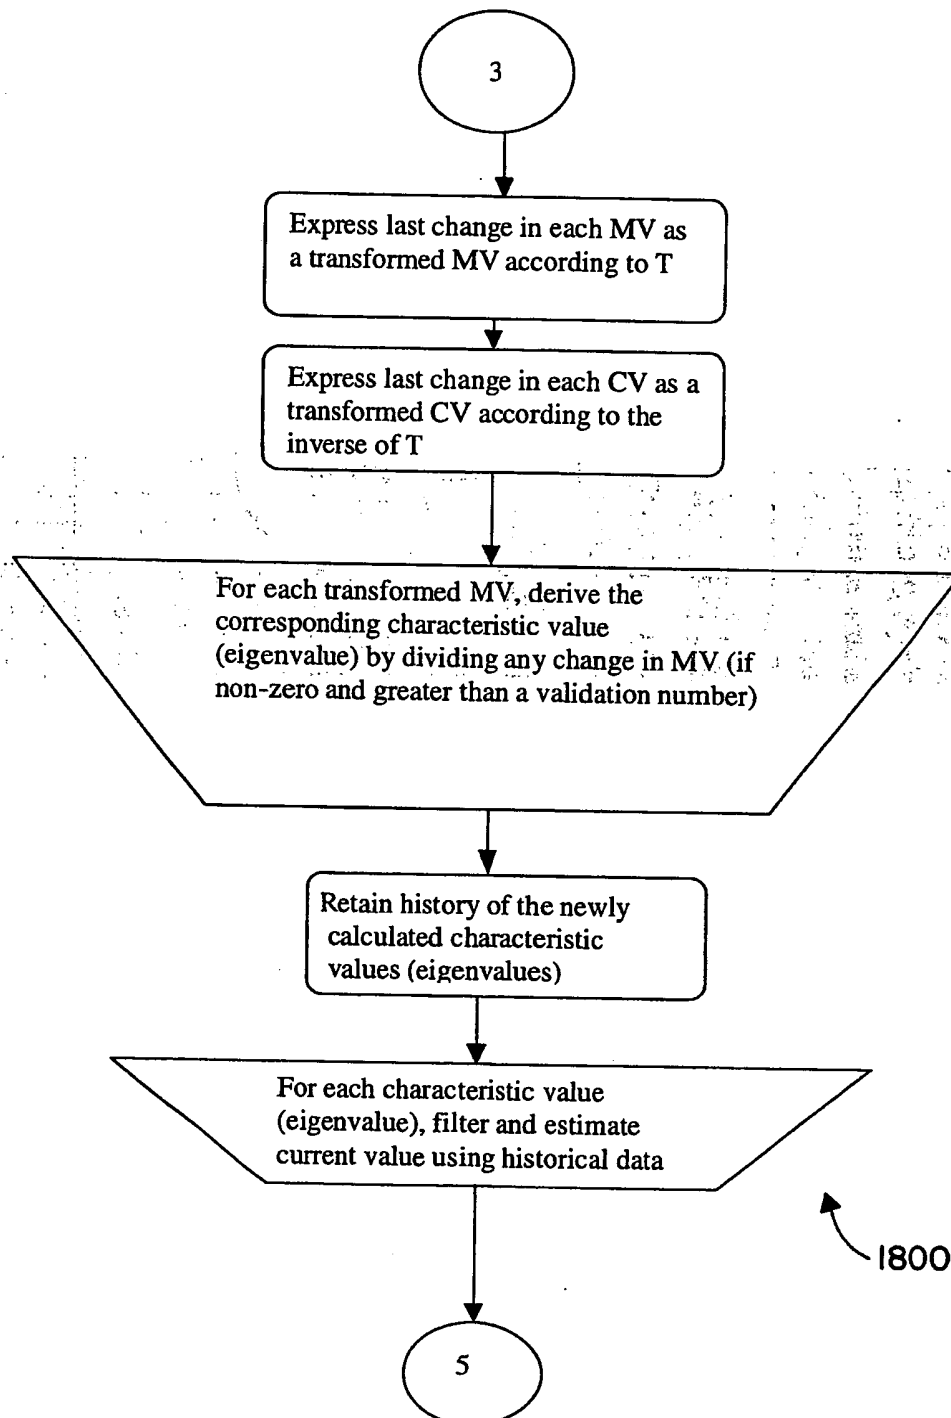 3
Express last change in each MV as
a transformed MV according to T
Express last change in each CV as a
transformed CV according to the
inverse of T
For each transformed MV, derive the
corresponding characteristic value
(eigenvalue) by dividing any change in MV (if
non-zero and greater than a validation number)
Retain history of the newly
calculated characteristic
values (eigenvalues)
For each characteristic value
(eigenvalue), filter and estimate
current value using historical data
1800
5